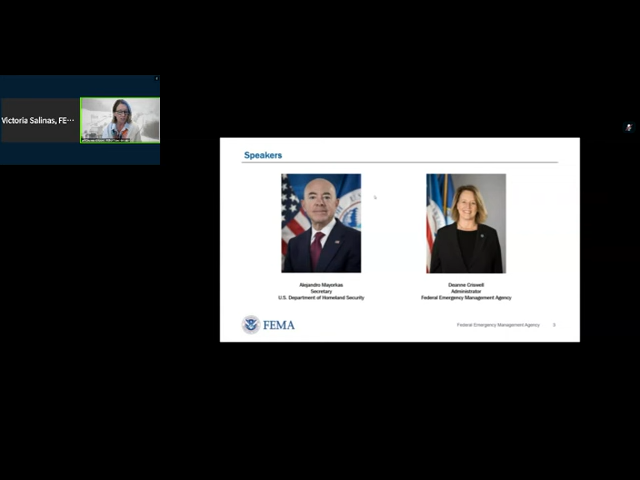 Victoria Salinas, FE...
Speakers
Alejandro Mayorkas
Secretary
U.S. Department of Homeland Security
Deanne Criswell
Administrator
Federal Emergency Management Agency
FEMA
Federal Emergency Management Agency 3